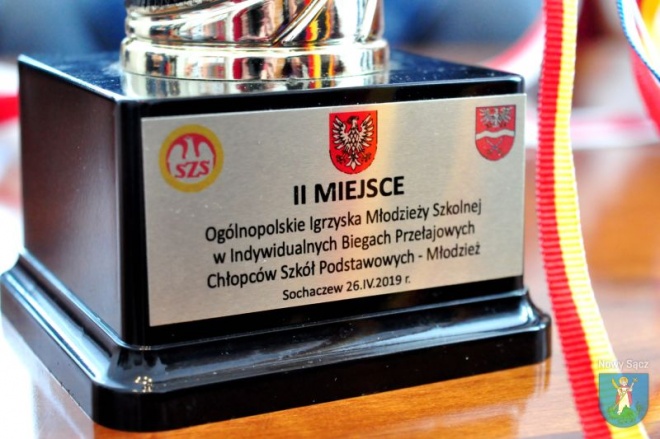 SZS
II MIEJSCE
Ogólnopolskie Igrzyska Młodzieży Szkolnej
w Indywidualnych Biegach Przełajowych
Chłopców Szkół Podstawowych - Młodzież
Sochaczew 26.IV.2019 r.
Nowy Sącz